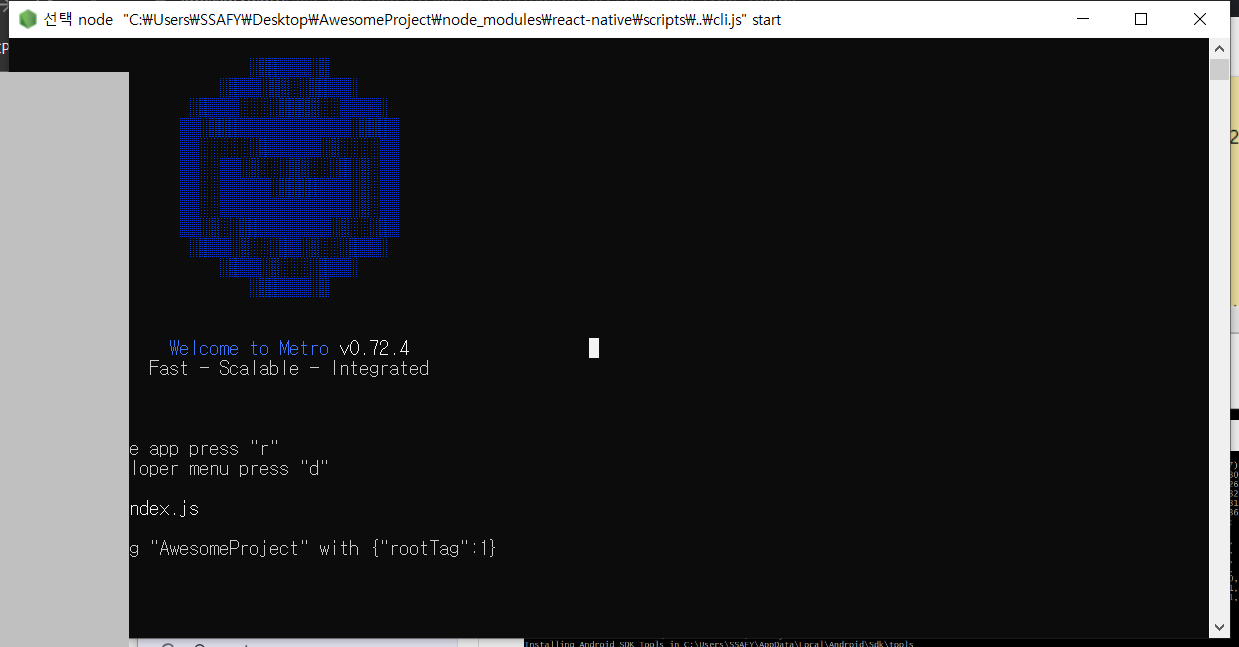 선택 node "C:₩Users₩SSAFY₩Desktop₩AwesomeProject₩node_modules₩react-native₩scripts₩..₩cli.js" start
Welcome to Metro v0.72.4
Fast - Scalable - Integrated
e app press "r"
loper menu press "d"
ndex.js
g "AwesomeProject" with {"rootTag":1}
Installing Android SDK Tools in C:\Users\SSAFY\AppData\Local\Android\Sdk\tools